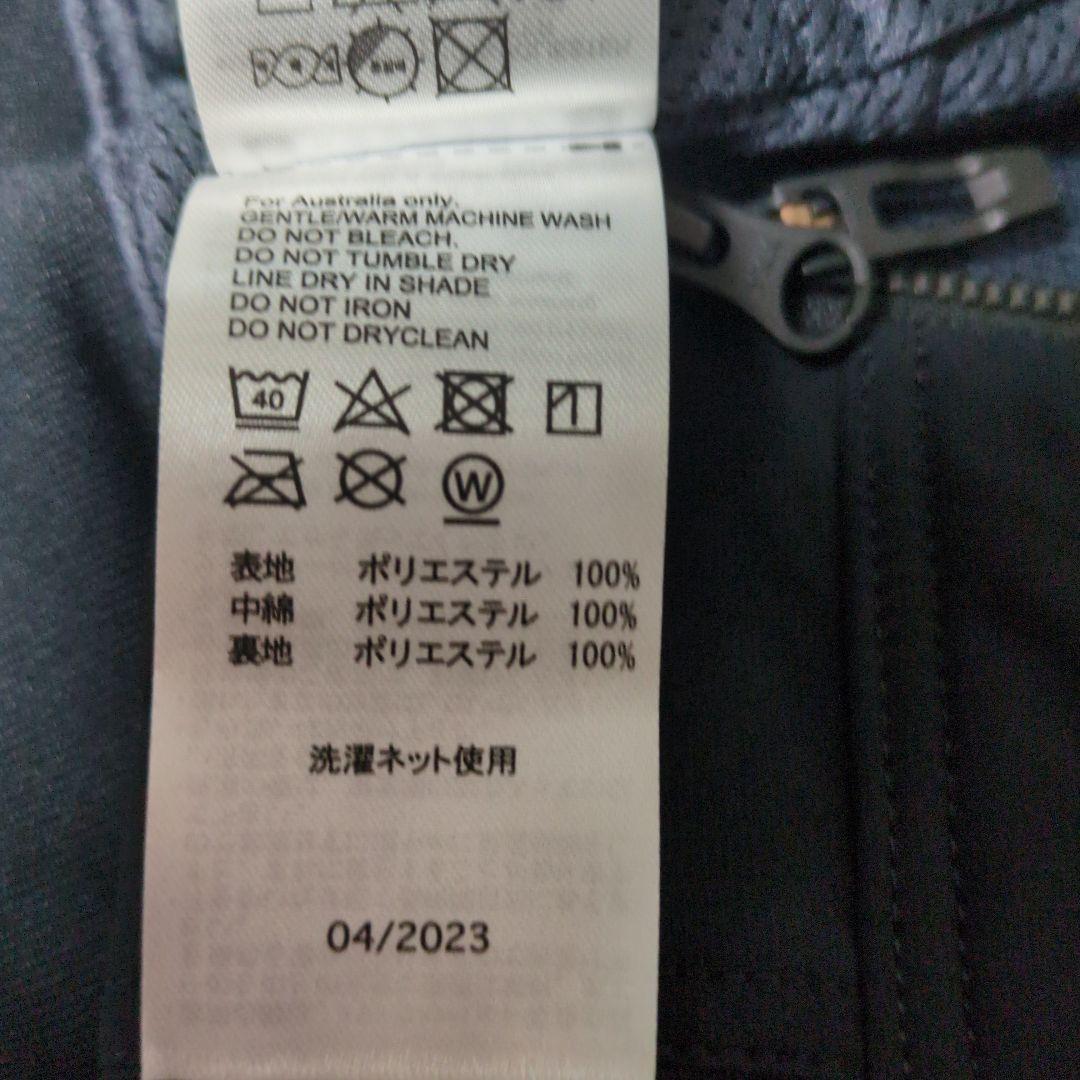 For Australia only.
GENTLE/WARM MACHINE WASH
DO NOT BLEACH.
DO NOT TUMBLE DRY
LINE DRY IN SHADE
DO NOT IRON
DO NOT DRYCLEAN
40
W
表地 ポリエステル 100%
中綿 ポリエステル 100%
裏地 ポリエステル 100%
洗濯ネット使用
04/2023